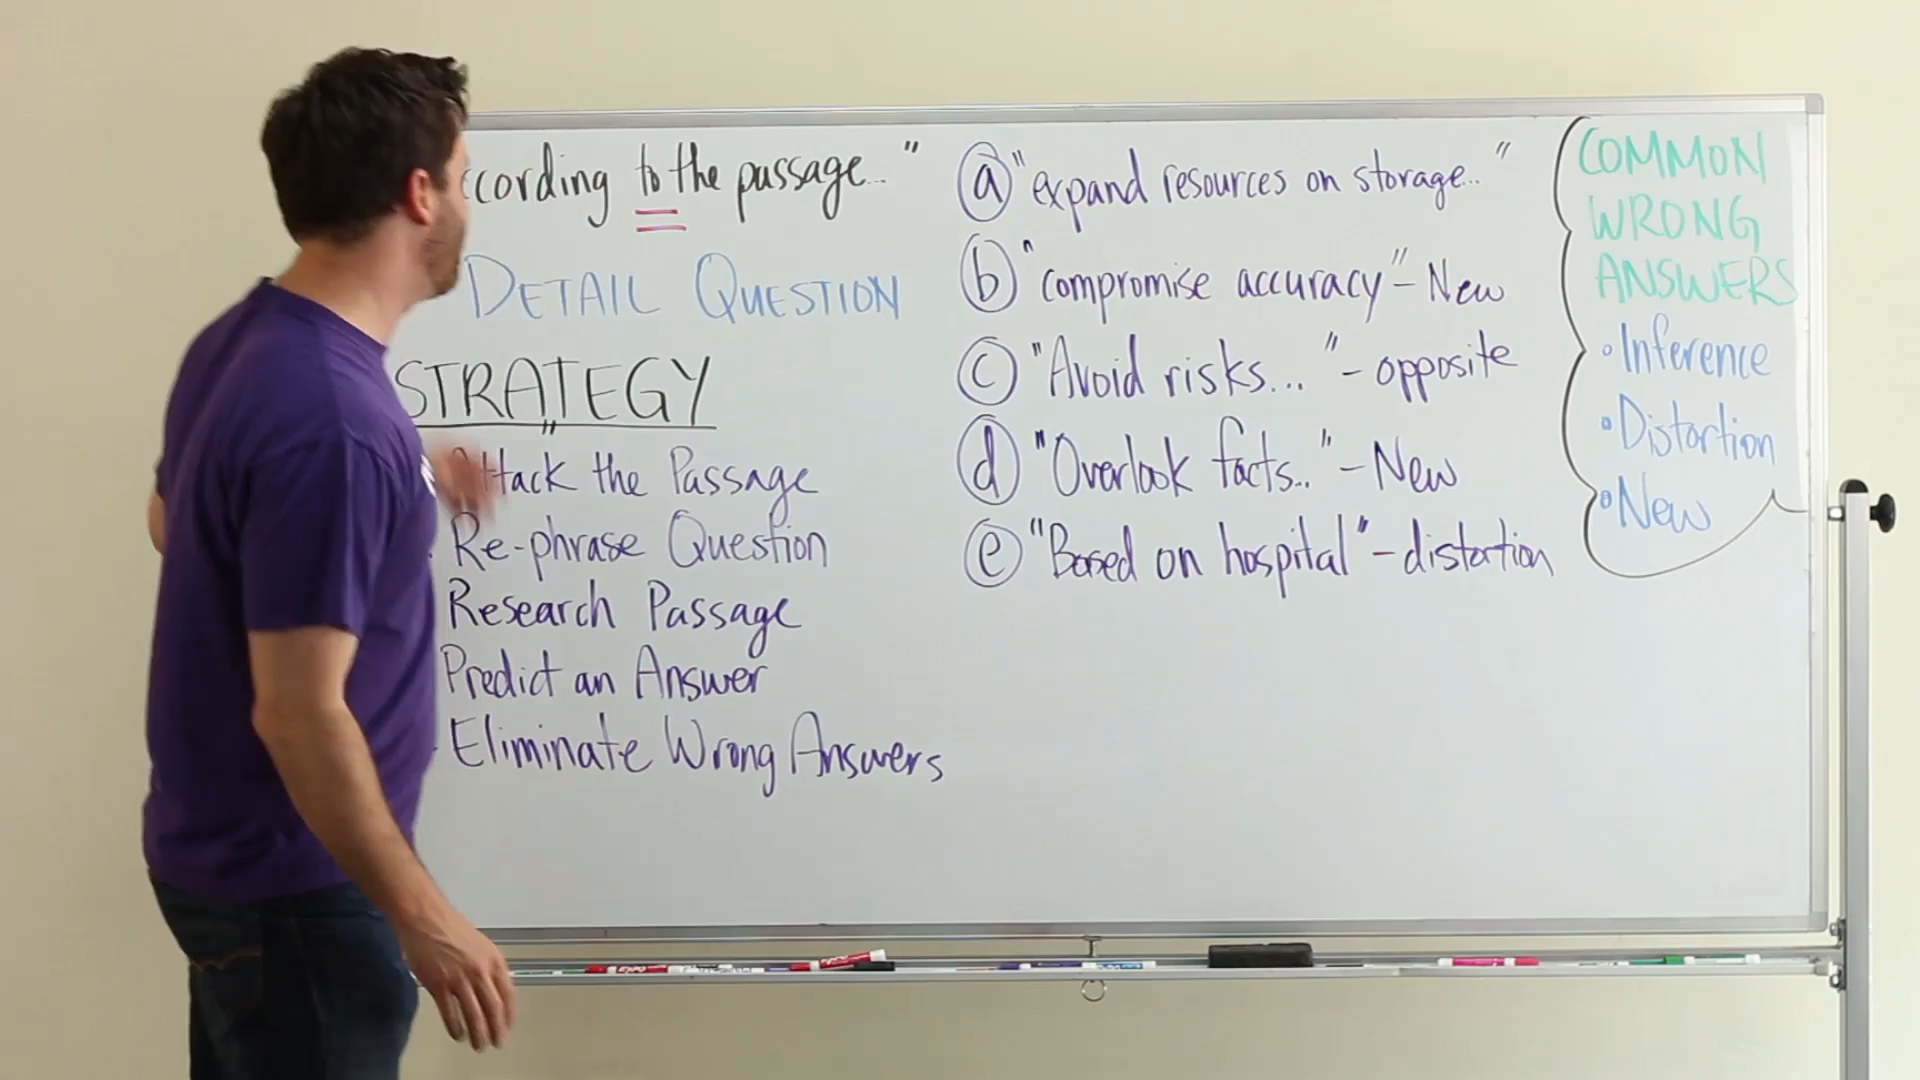 ccording to the passage..."
DETAIL QUESTION
STRATEGY
Attack the Passage
Re-phrase Question
Research Passage
Predict an Answer
Eliminate Wrong Answers
a "expand resources on storage..."
b "compromise accuracy" - New
c "Avoid risks..." - opposite
d "Overlook facts.." - New
e "Based on hospital" - distortion
COMMON
WRONG
ANSWERS
• Inference
• Distortion
• New